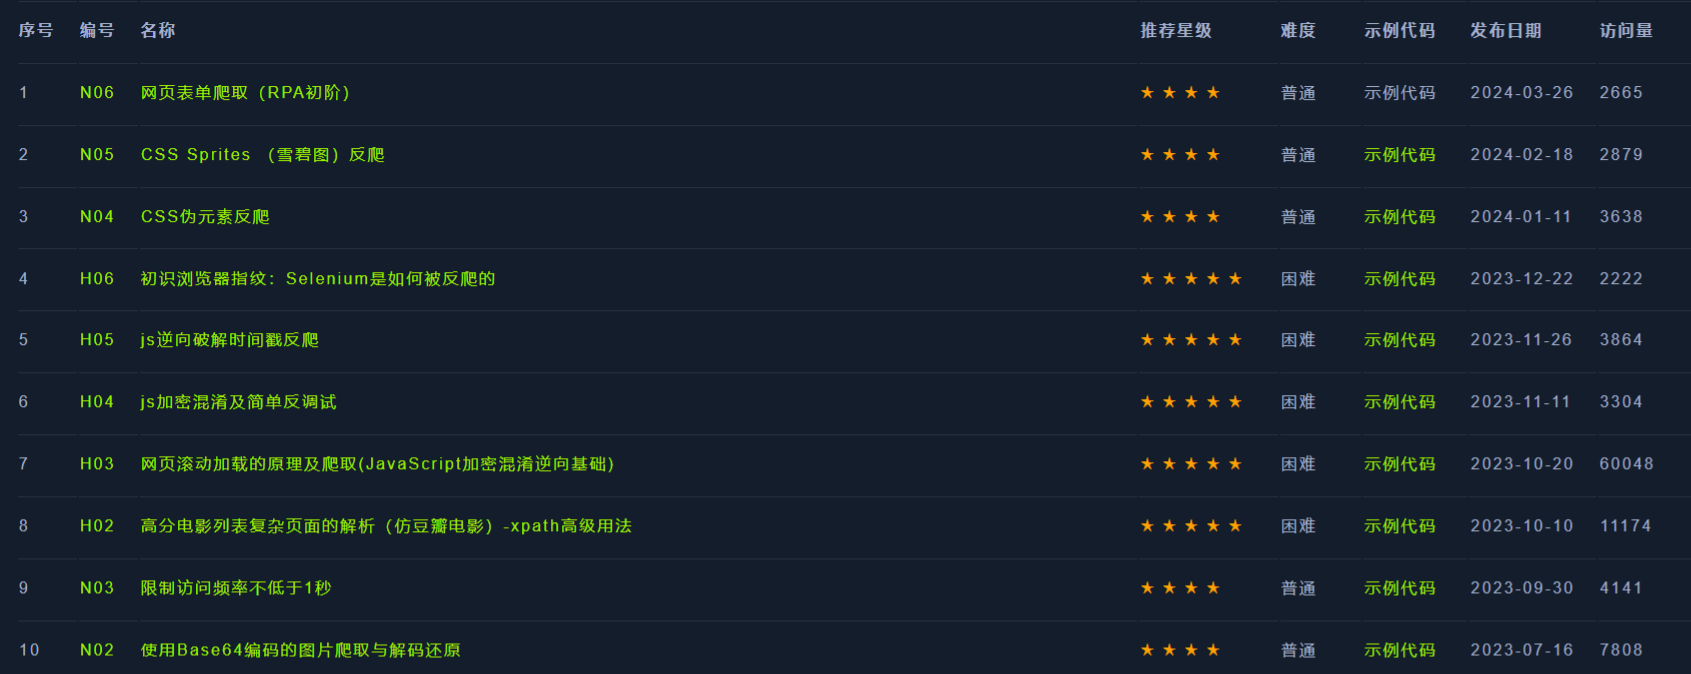 序号 编号 名称 推荐星级 难度 示例代码 发布日期 访问量
1 N06 网页表单爬取（RPA初阶） ★ ★ ★ ★ 普通 示例代码 2024-03-26 2665
2 N05 CSS Sprites （雪碧图）反爬 ★ ★ ★ ★ 普通 示例代码 2024-02-18 2879
3 N04 CSS伪元素反爬 ★ ★ ★ ★ 普通 示例代码 2024-01-11 3638
4 H06 初识浏览器指纹：Selenium是如何被反爬的 ★ ★ ★ ★ ★ 困难 示例代码 2023-12-22 2222
5 H05 js逆向破解时间戳反爬 ★ ★ ★ ★ ★ 困难 示例代码 2023-11-26 3864
6 H04 js加密混淆及简单反调试 ★ ★ ★ ★ ★ 困难 示例代码 2023-11-11 3304
7 H03 网页滚动加载的原理及爬取(JavaScript加密混淆逆向基础) ★ ★ ★ ★ ★ 困难 示例代码 2023-10-20 60048
8 H02 高分电影列表复杂页面的解析（仿豆瓣电影）-xpath高级用法 ★ ★ ★ ★ ★ 困难 示例代码 2023-10-10 11174
9 N03 限制访问频率不低于1秒 ★ ★ ★ ★ 普通 示例代码 2023-09-30 4141
10 N02 使用Base64编码的图片爬取与解码还原 ★ ★ ★ ★ 普通 示例代码 2023-07-16 7808